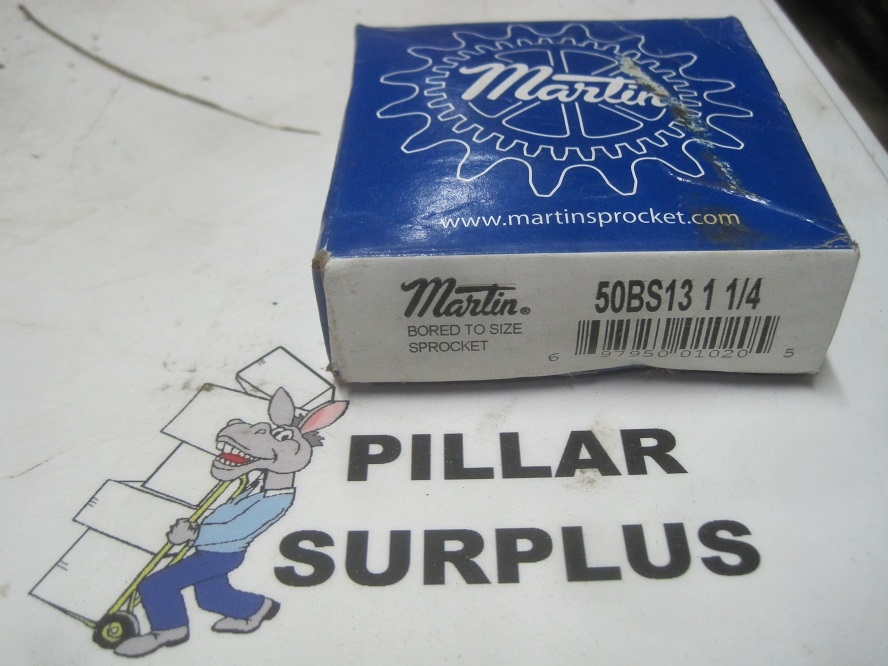 Martin
www.martinsprocket.com
Martin®
BORED TO SIZE
SPROCKET
50BS13 1 1/4
6 97950 01020 5
PILLAR
SURPLUS